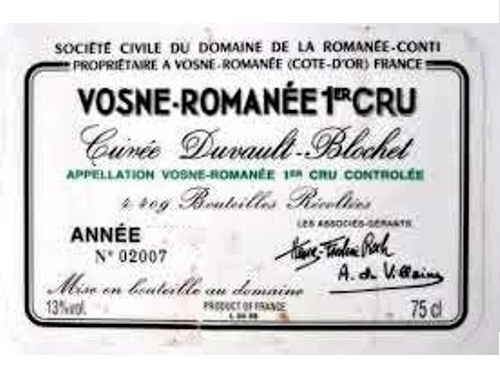 SOCIÉTÉ CIVILE DU DOMAINE DE LA ROMANÉE-CONTI
PROPRIÉTAIRE A VOSNE-ROMANÉE (COTE-D'OR) FRANCE
VOSNE-ROMANÉE 1ER CRU
Cuvée Duvault-Blochet
APPELLATION VOSNE-ROMANÉE 1ER CRU CONTROLÉE
4.409 Bouteilles Récoltées
LES ASSOCIÉS-GÉRANTS
ANNÉE
N° 02007
A. de Villaine
Mise en bouteille au domaine
13% vol.
PRODUCT OF FRANCE
75 cl